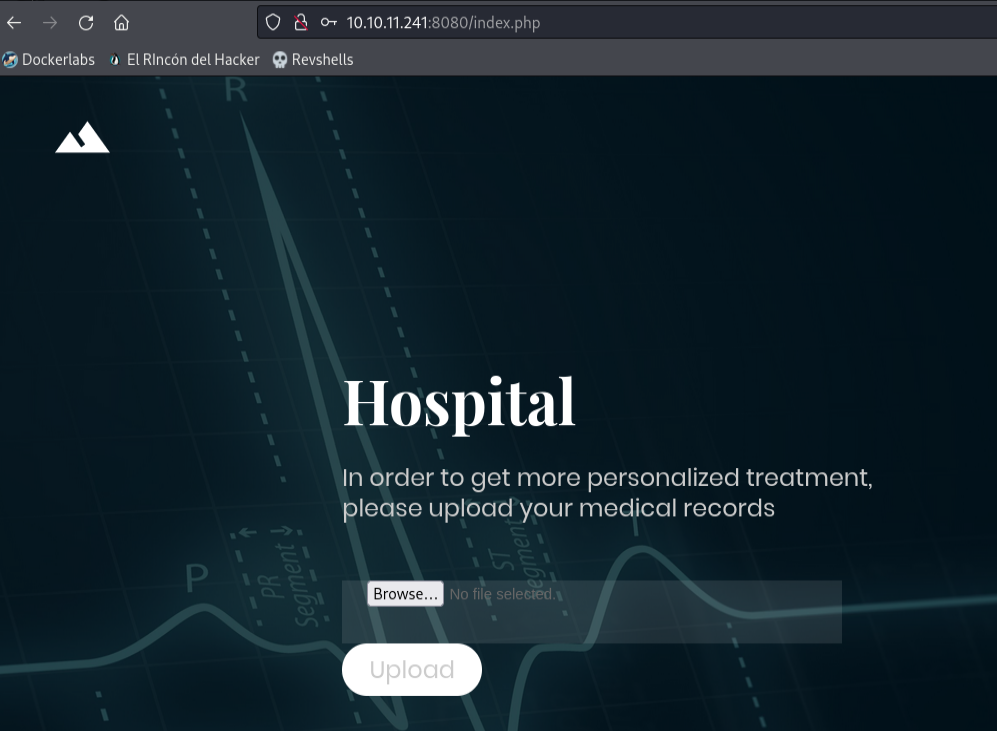 10.10.11.241:8080/index.php
Dockerlabs El RIncón del Hacker Revshells
R
Hospital
In order to get more personalized treatment,
please upload your medical records
P
PR
Segment
ST
segment
T
Browse... No file selected.
Upload